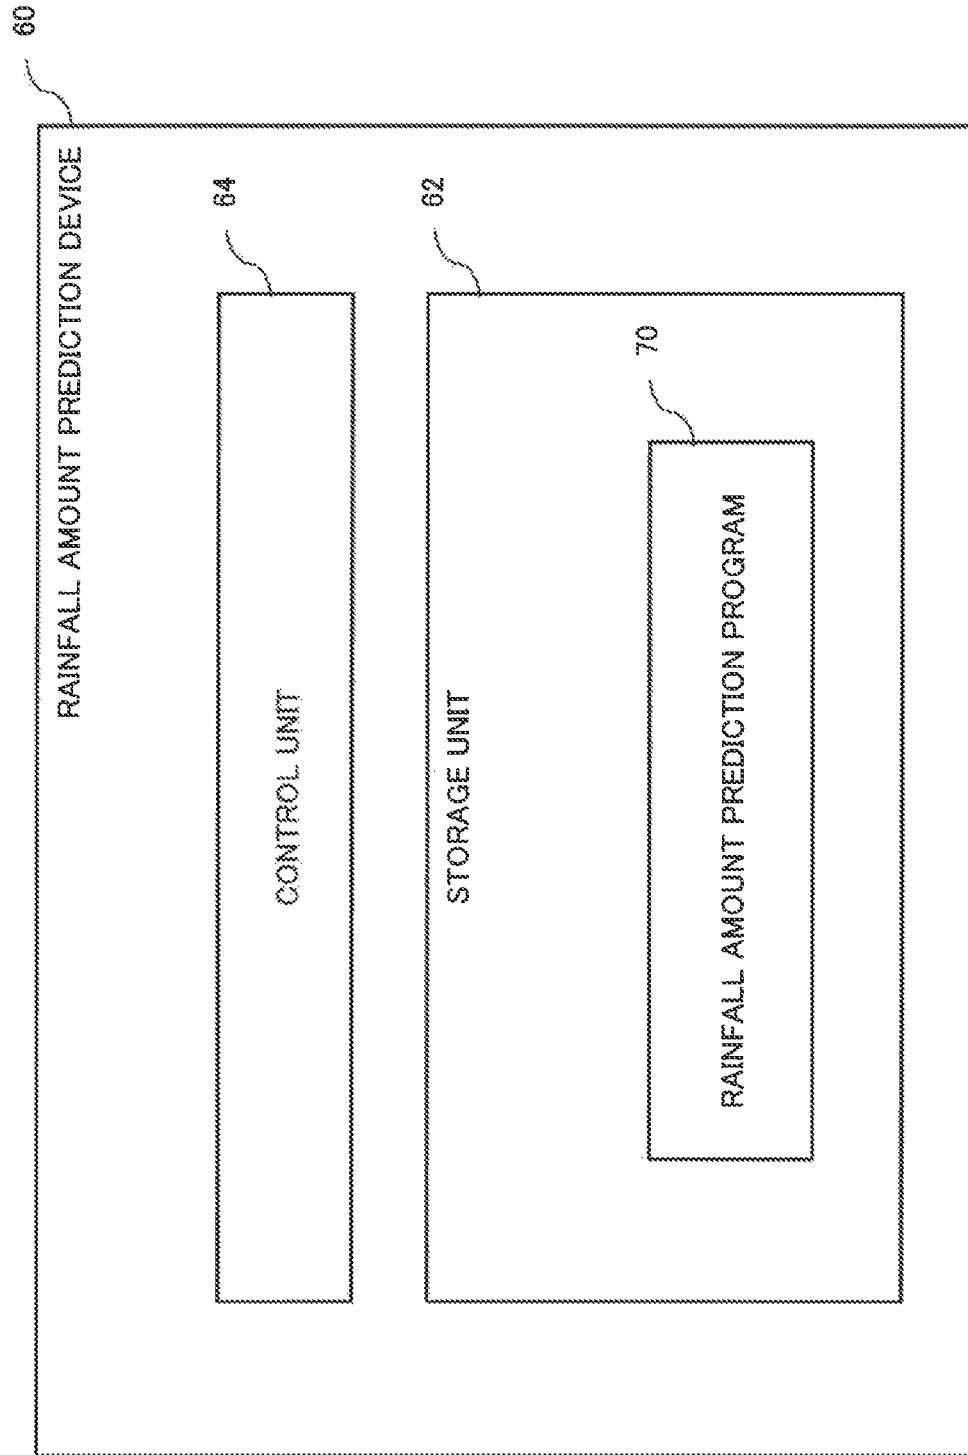 60
RAINFALL AMOUNT PREDICTION DEVICE
64
CONTROL UNIT
62
STORAGE UNIT
70
RAINFALL AMOUNT PREDICTION PROGRAM